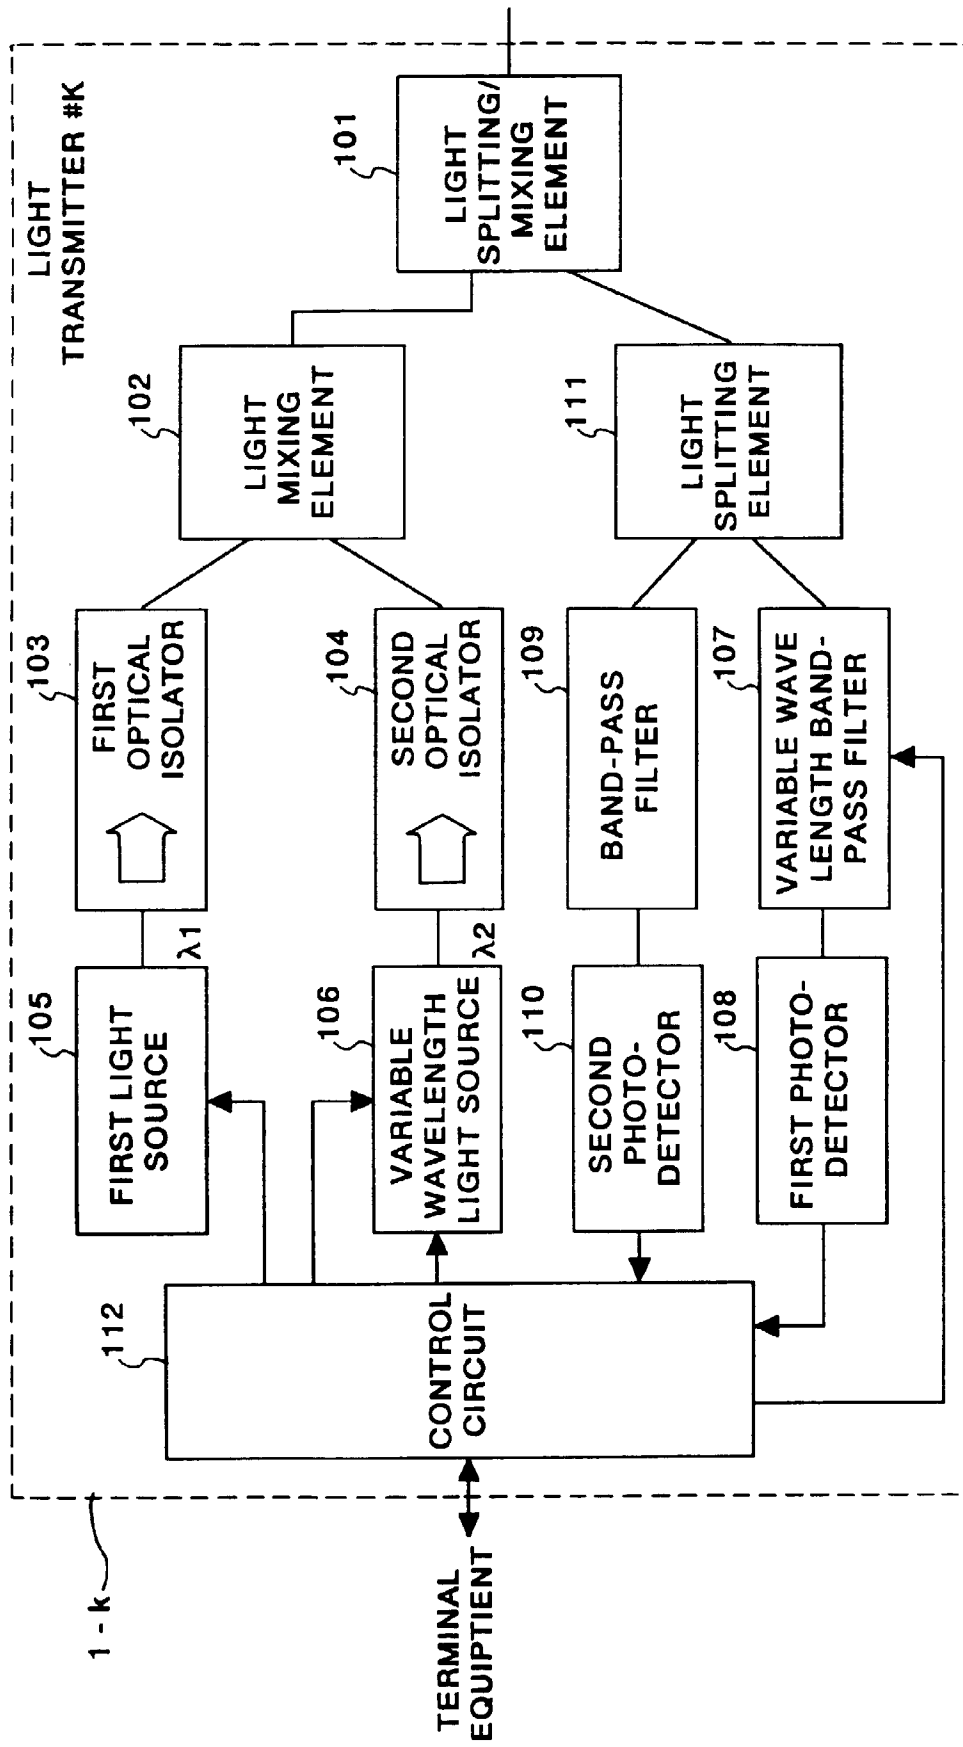 LIGHT
TRANSMITTER #K
101
LIGHT
SPLITTING/
MIXING
ELEMENT
102
LIGHT
MIXING
ELEMENT
111
LIGHT
SPLITTING
ELEMENT
103
FIRST
OPTICAL
ISOLATOR
104
SECOND
OPTICAL
ISOLATOR
109
BAND-PASS
FILTER
107
VARIABLE WAVE
LENGTH BAND-
PASS FILTER
λ1
λ2
105
FIRST LIGHT
SOURCE
106
VARIABLE
WAVELENGTH
LIGHT SOURCE
110
SECOND
PHOTO-
DETECTOR
108
FIRST PHOTO-
DETECTOR
112
CONTROL
CIRCUIT
1-k
TERMINAL
EQUIPTIENT